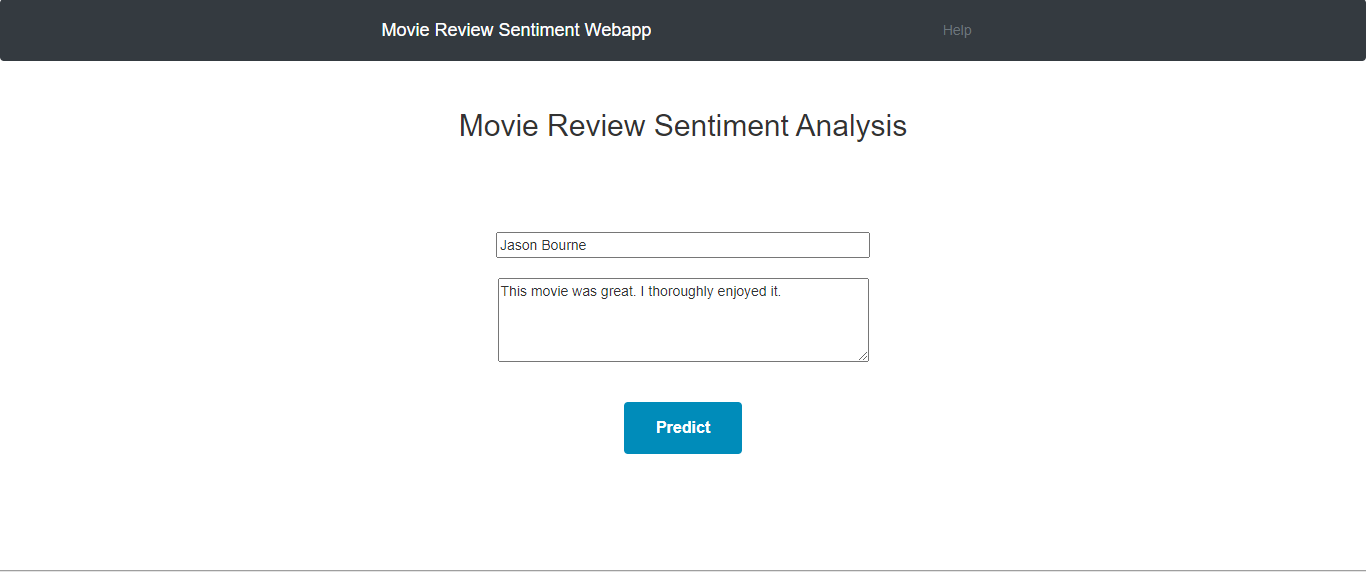 Movie Review Sentiment Webapp
Help
Movie Review Sentiment Analysis
Jason Bourne
This movie was great. I thoroughly enjoyed it.
Predict